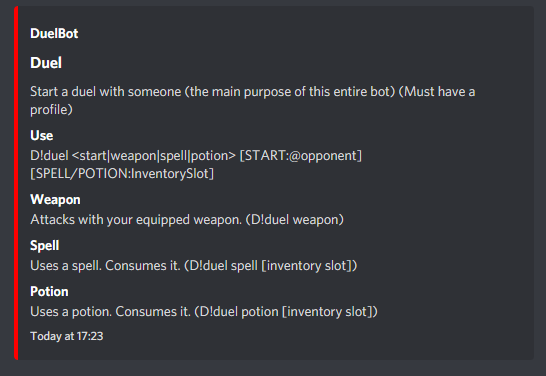 DuelBot
Duel
Start a duel with someone (the main purpose of this entire bot) (Must have a
profile)
Use
D!duel <start|weapon|spell|potion> [START:@opponent]
[SPELL/POTION:InventorySlot]
Weapon
Attacks with your equipped weapon. (D!duel weapon)
Spell
Uses a spell. Consumes it. (D!duel spell [inventory slot])
Potion
Uses a potion. Consumes it. (D!duel potion [inventory slot])
Today at 17:23